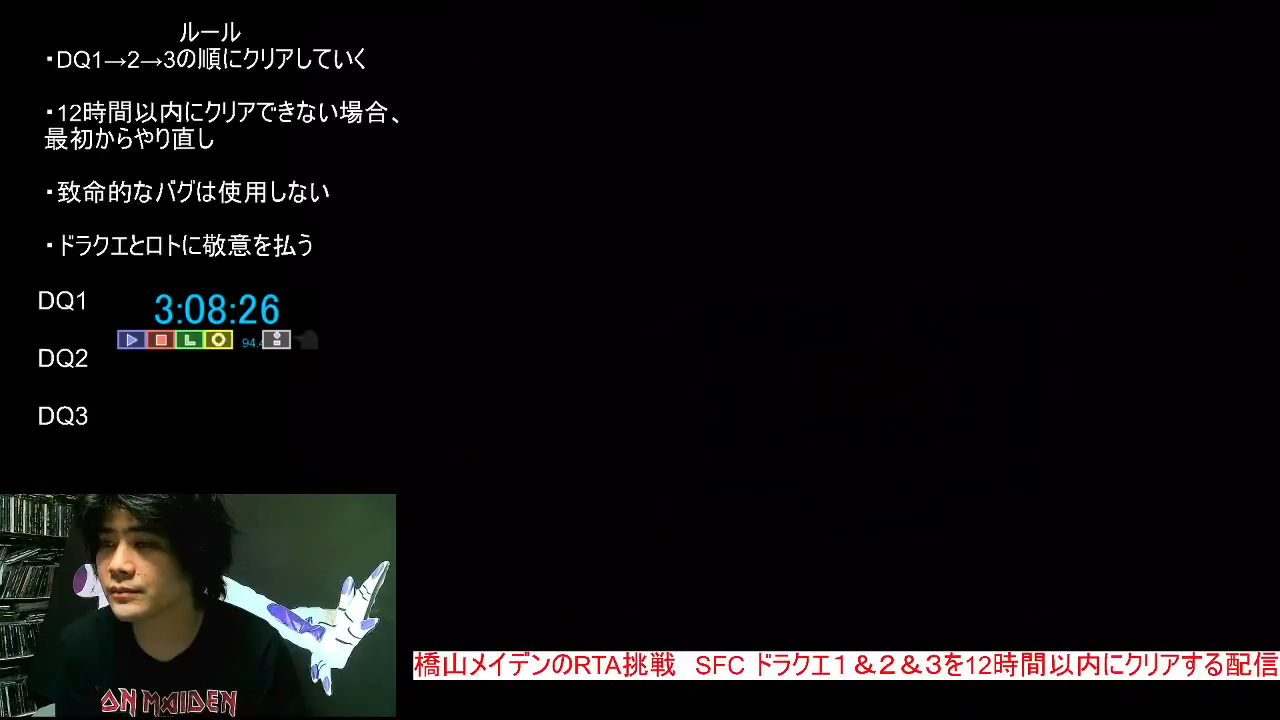 ルール
・DQ1→2→3の順にクリアしていく
・12時間以内にクリアできない場合、
最初からやり直し
・致命的なバグは使用しない
・ドラクエとロトに敬意を払う
DQ1
3:08:26
DQ2
DQ3
ON MAIDEN
橋山メイデンのRTA挑戦 SFC ドラクエ1&2&3を12時間以内にクリアする配信